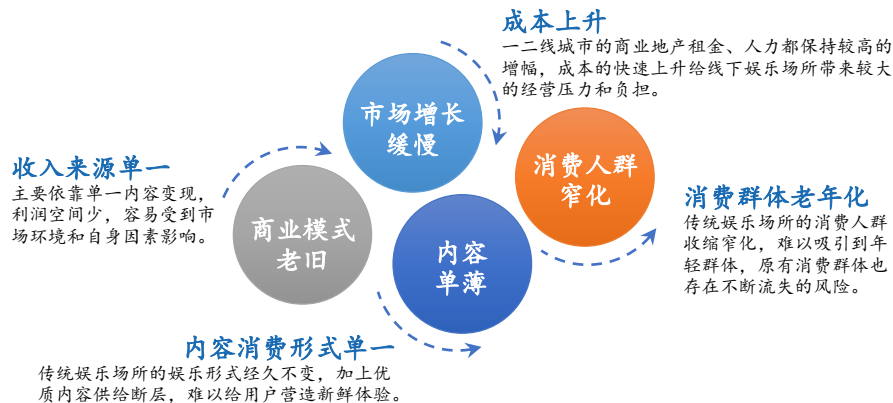 成本上升
一二线城市的商业地产租金、人力都保持较高的
增幅，成本的快速上升给线下娱乐场所带来较大
的经营压力和负担。
市场增长
缓慢
消费人群
窄化
收入来源单一
主要依靠单一内容变现，
利润空间少，容易受到市
场环境和自身因素影响。
商业模式
老旧
内容
单薄
消费群体老年化
传统娱乐场所的消费人群
收缩窄化，难以吸引到年
轻群体，原有消费群体也
存在不断流失的风险。
内容消费形式单一
传统娱乐场所的娱乐形式经久不变，加上优
质内容供给断层，难以给用户营造新鲜体验。